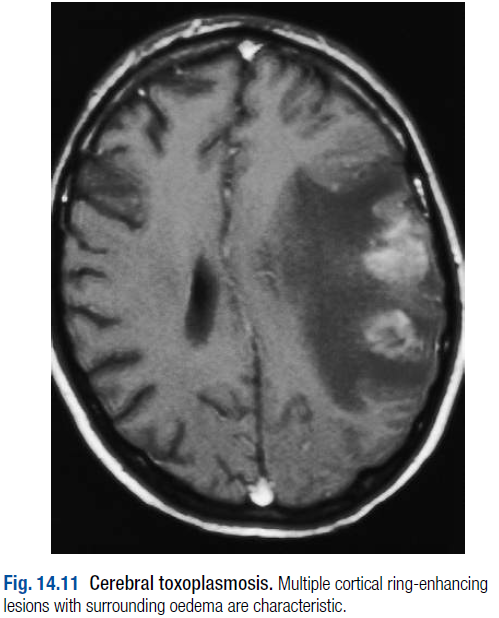 Fig. 14.11 Cerebral toxoplasmosis. Multiple cortical ring-enhancing
lesions with surrounding oedema are characteristic.